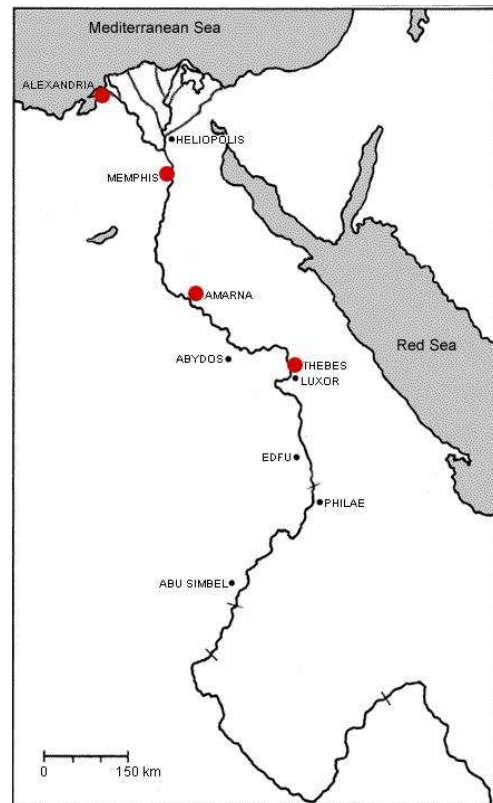 Mediterranean Sea
ALEXANDRIA
HELIOPOLIS
MEMPHIS
AMARNA
Red Sea
ABYDOS
THEBES
LUXOR
EDFU
PHILAE
ABU SIMBEL
0 150 km